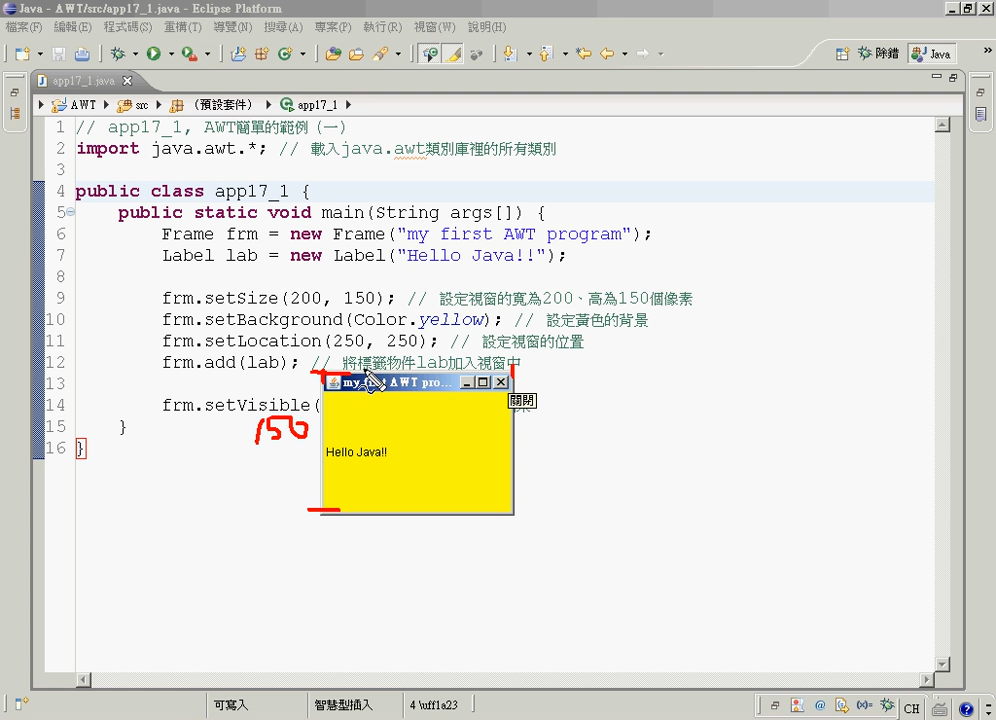 Java - AWT/src/app17_1.java - Eclipse Platform
檔案(F) 編輯(E) 程式碼(S) 重構(T) 導覽(N) 搜尋(A) 專案(P) 執行(R) 視窗(W) 說明(H)
除錯 Java »
app17_1.java
AWT src (預設套件) app17_1
1 // app17_1, AWT簡單的範例 (一)
2 import java.awt.*; // 載入java.awt類別庫裡的所有類別
3
4 public class app17_1 {
5 public static void main(String args[]) {
6 Frame frm = new Frame("my first AWT program");
7 Label lab = new Label("Hello Java!!");
8
9 frm.setSize(200, 150); // 設定視窗的寬為200、高為150個像素
10 frm.setBackground(Color.yellow); // 設定黃色的背景
11 frm.setLocation(250, 250); // 設定視窗的位置
12 frm.add(lab); // 將標籤物件lab加入視窗中
13
my first AWT pro...
關閉
14 frm.setVisible(
15 }
150
16 }
Hello Java!!
可寫入 智慧型插入 4 \uff1a23
CH